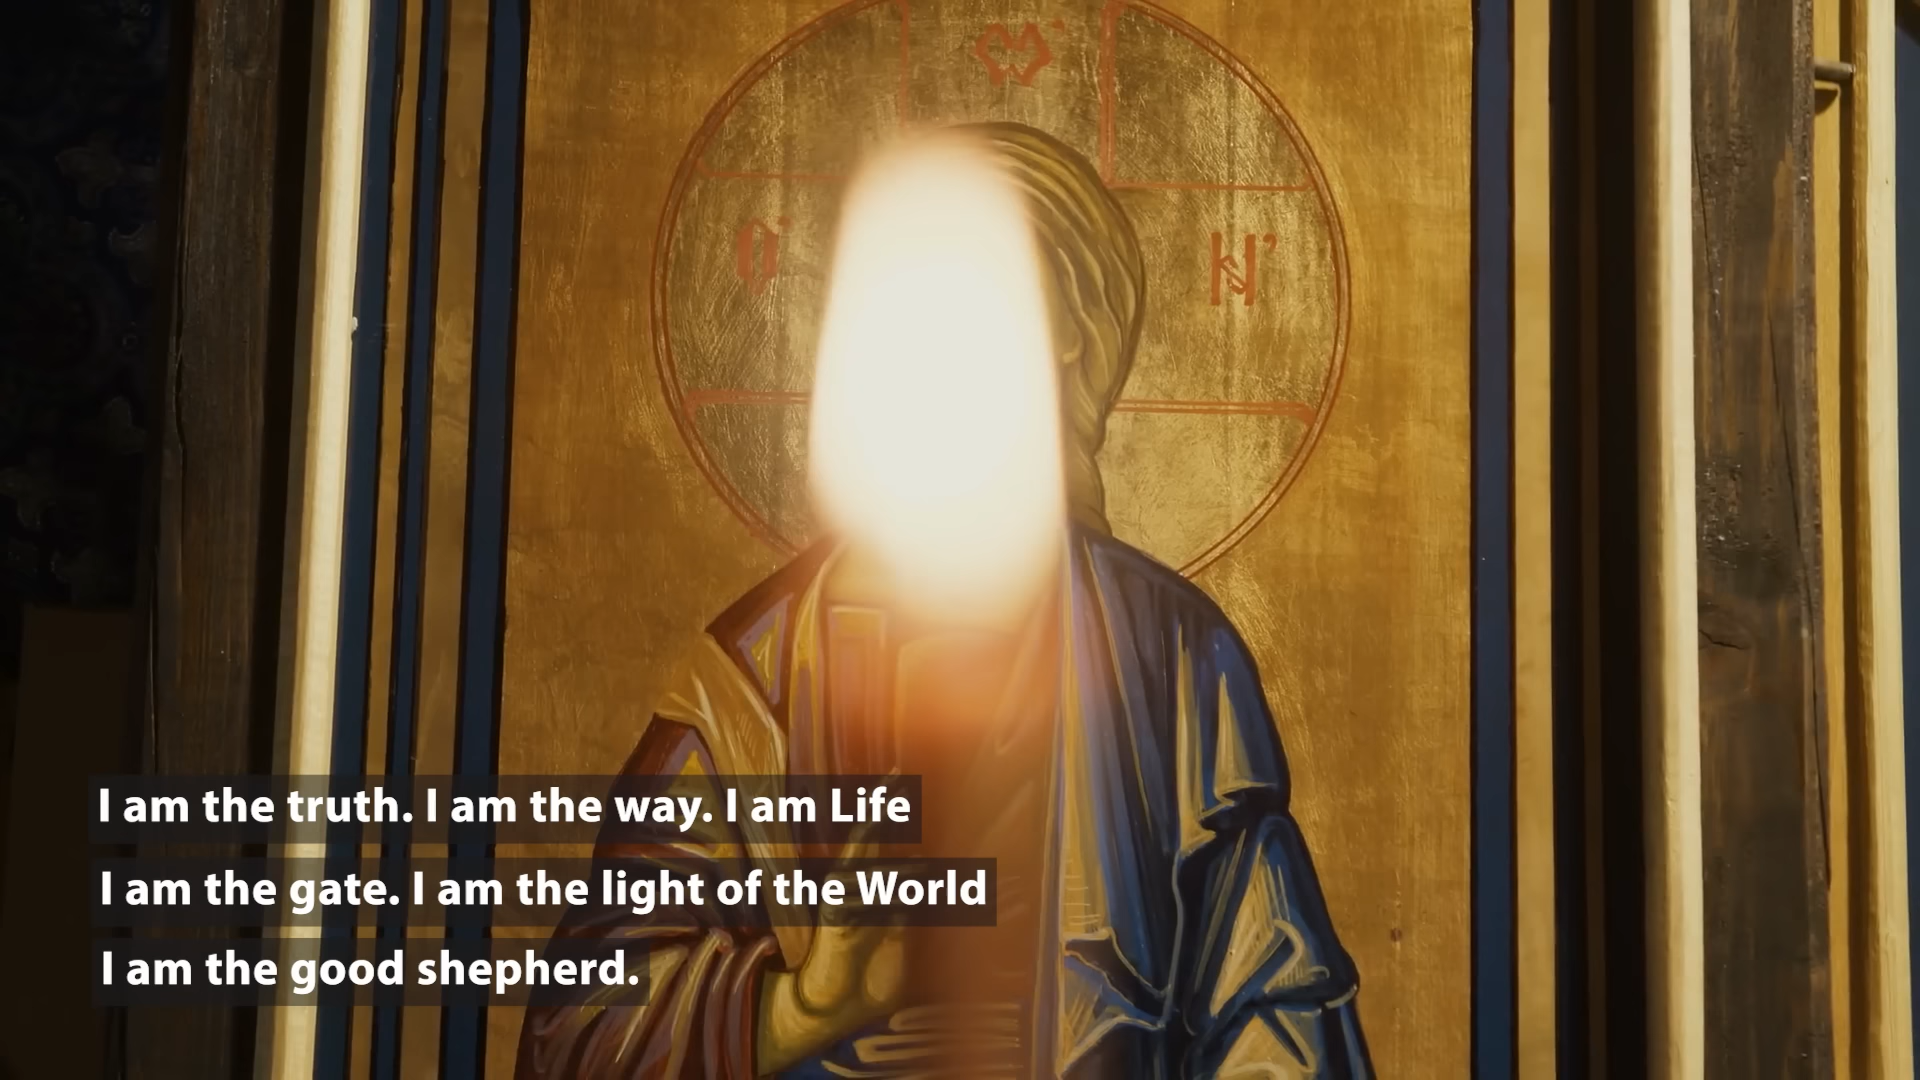 Ѡ
О Н
I am the truth. I am the way. I am Life
I am the gate. I am the light of the World
I am the good shepherd.